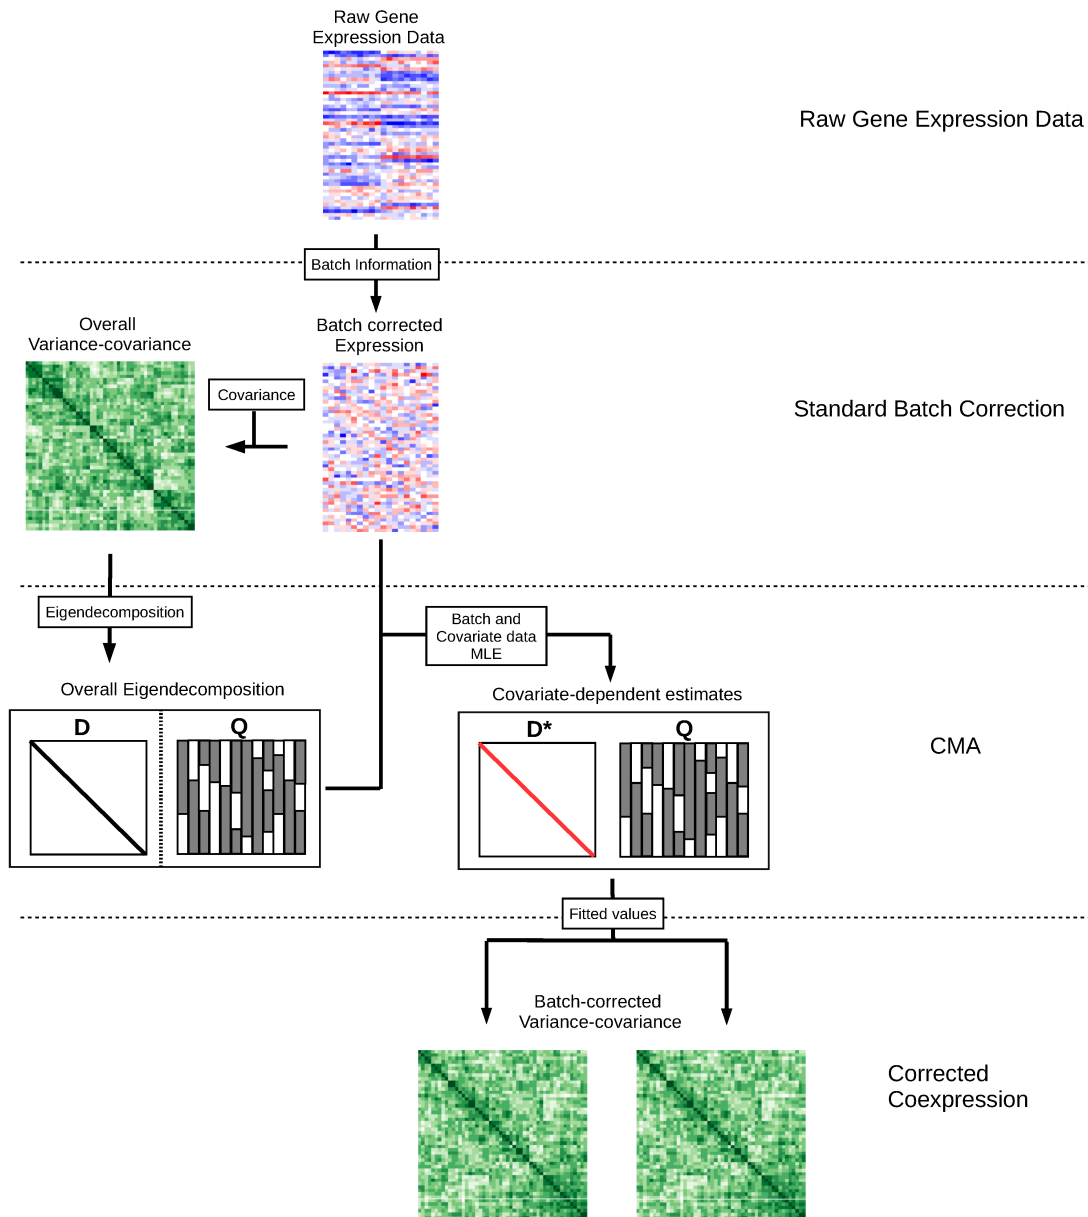 Raw Gene
Expression Data
Raw Gene Expression Data
Batch Information
Overall
Variance-covariance
Batch corrected
Expression
Covariance
Standard Batch Correction
Eigendecomposition
Batch and
Covariate data
MLE
Overall Eigendecomposition
D
Q
Covariate-dependent estimates
D*
Q
CMA
Fitted values
Batch-corrected
Variance-covariance
Corrected
Coexpression